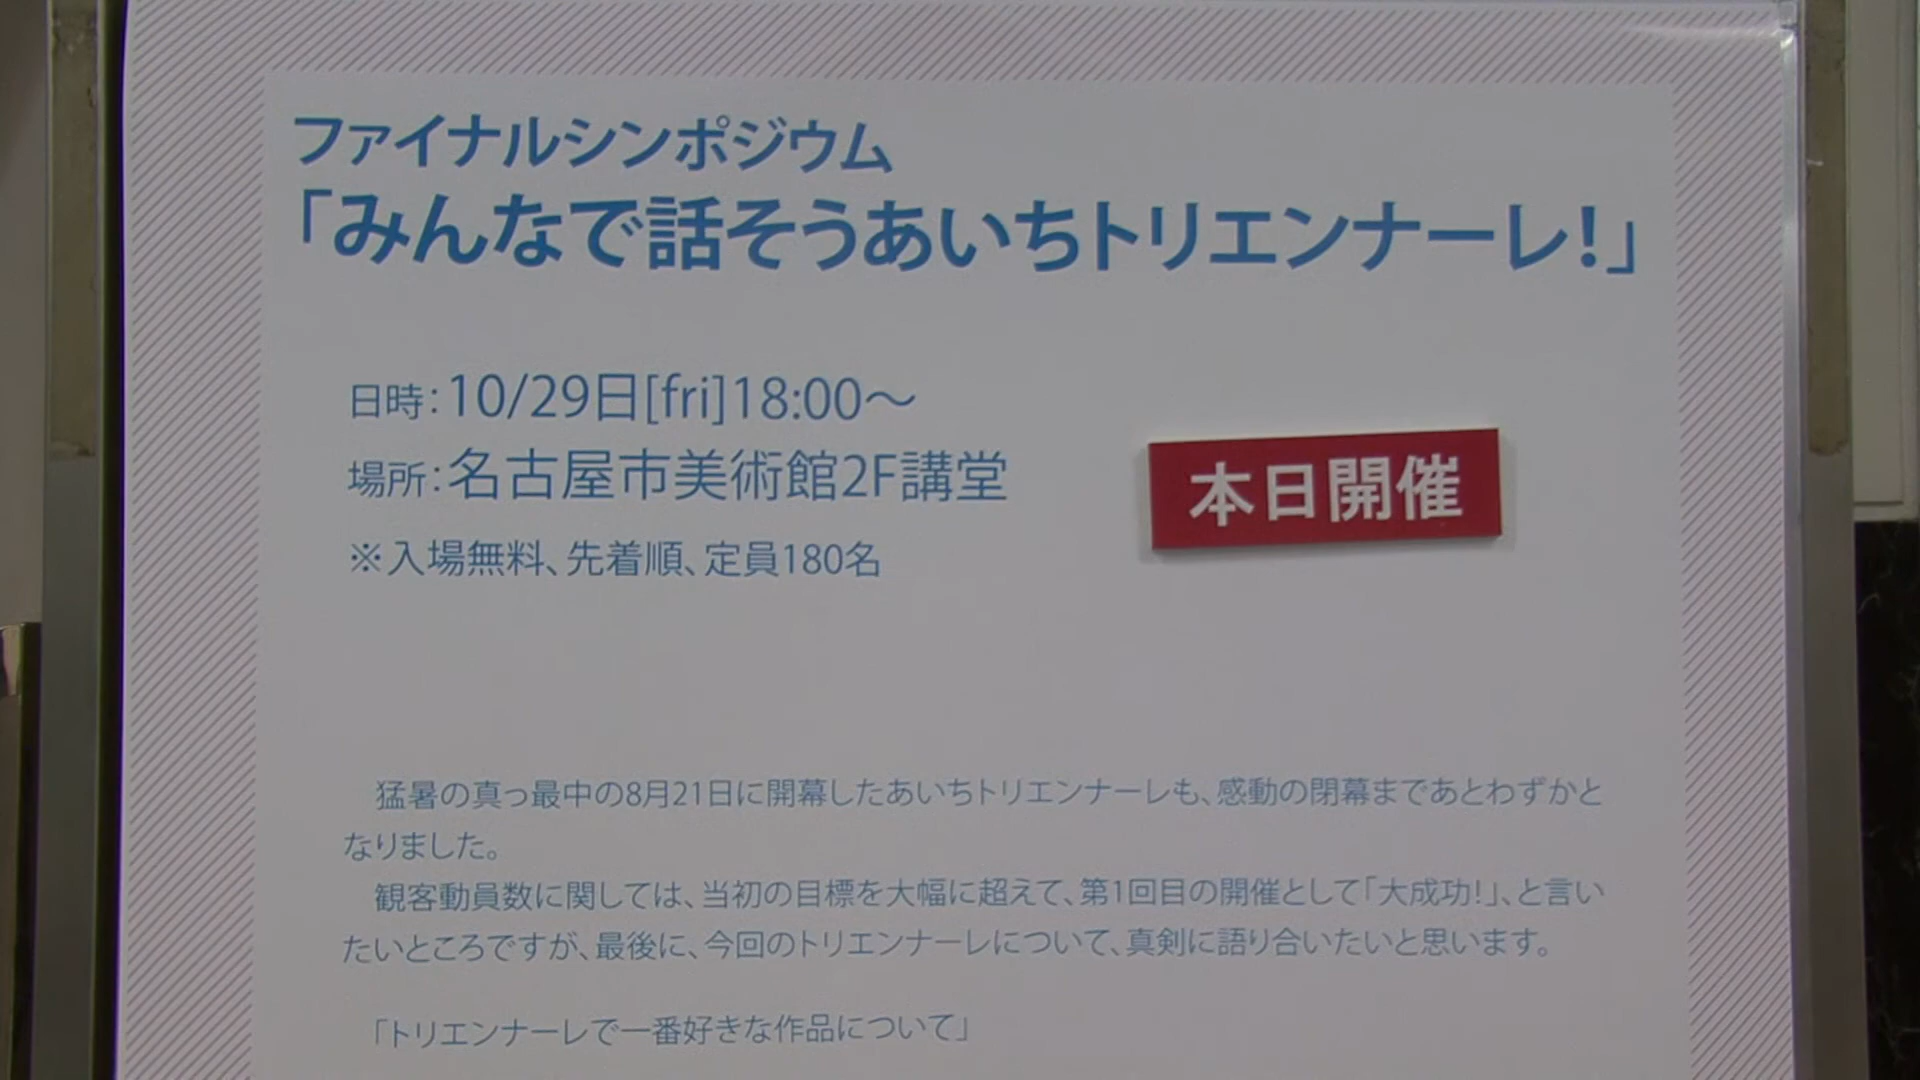 ファイナルシンポジウム
「みんなで話そうあいちトリエンナーレ!」
日時:10/29日[fri]18:00～
場所:名古屋市美術館2F講堂
本日開催
※入場無料、先着順、定員180名
猛暑の真っ最中の8月21日に開幕したあいちトリエンナーレも、感動の閉幕まであとわずかと
なりました。
観客動員数に関しては、当初の目標を大幅に超えて、第1回目の開催として「大成功!」、と言い
たいところですが、最後に、今回のトリエンナーレについて、真剣に語り合いたいと思います。
「トリエンナーレで一番好きな作品について」